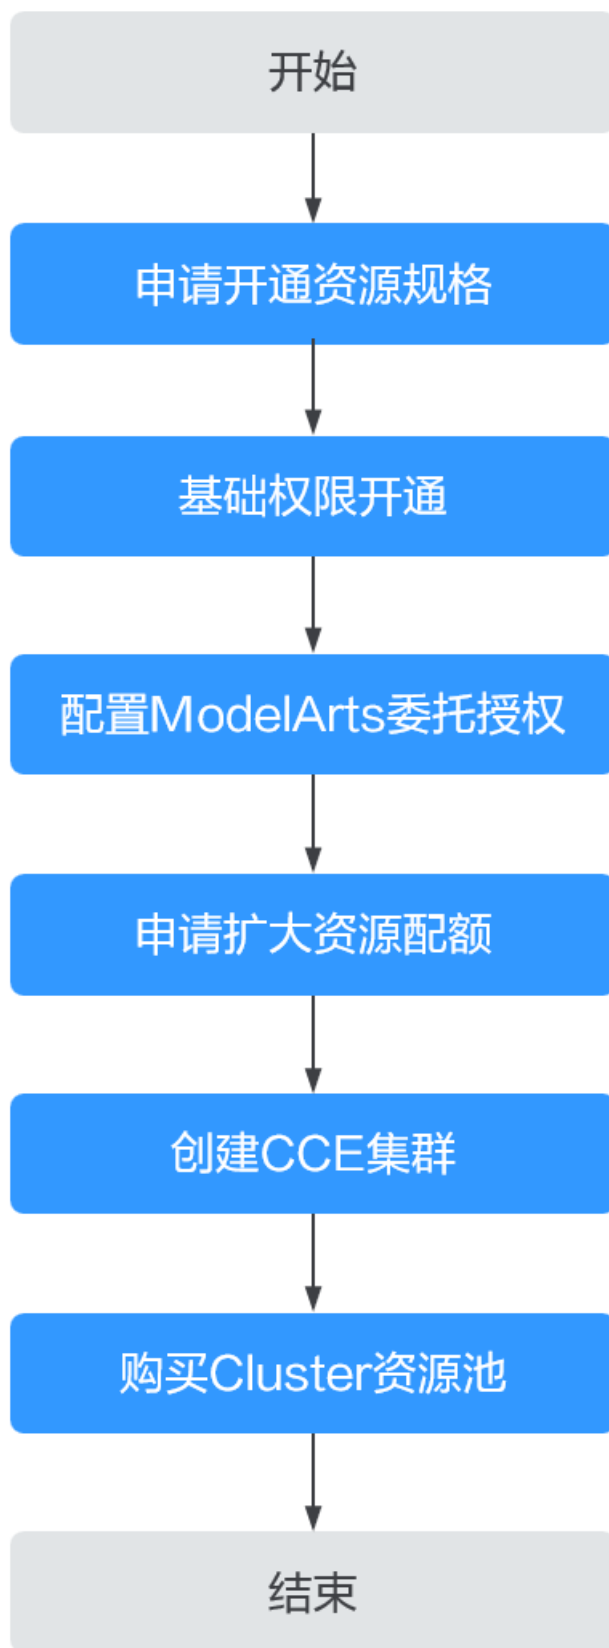 开始
申请开通资源规格
基础权限开通
配置ModelArts委托授权
申请扩大资源配额
创建CCE集群
购买Cluster资源池
结束